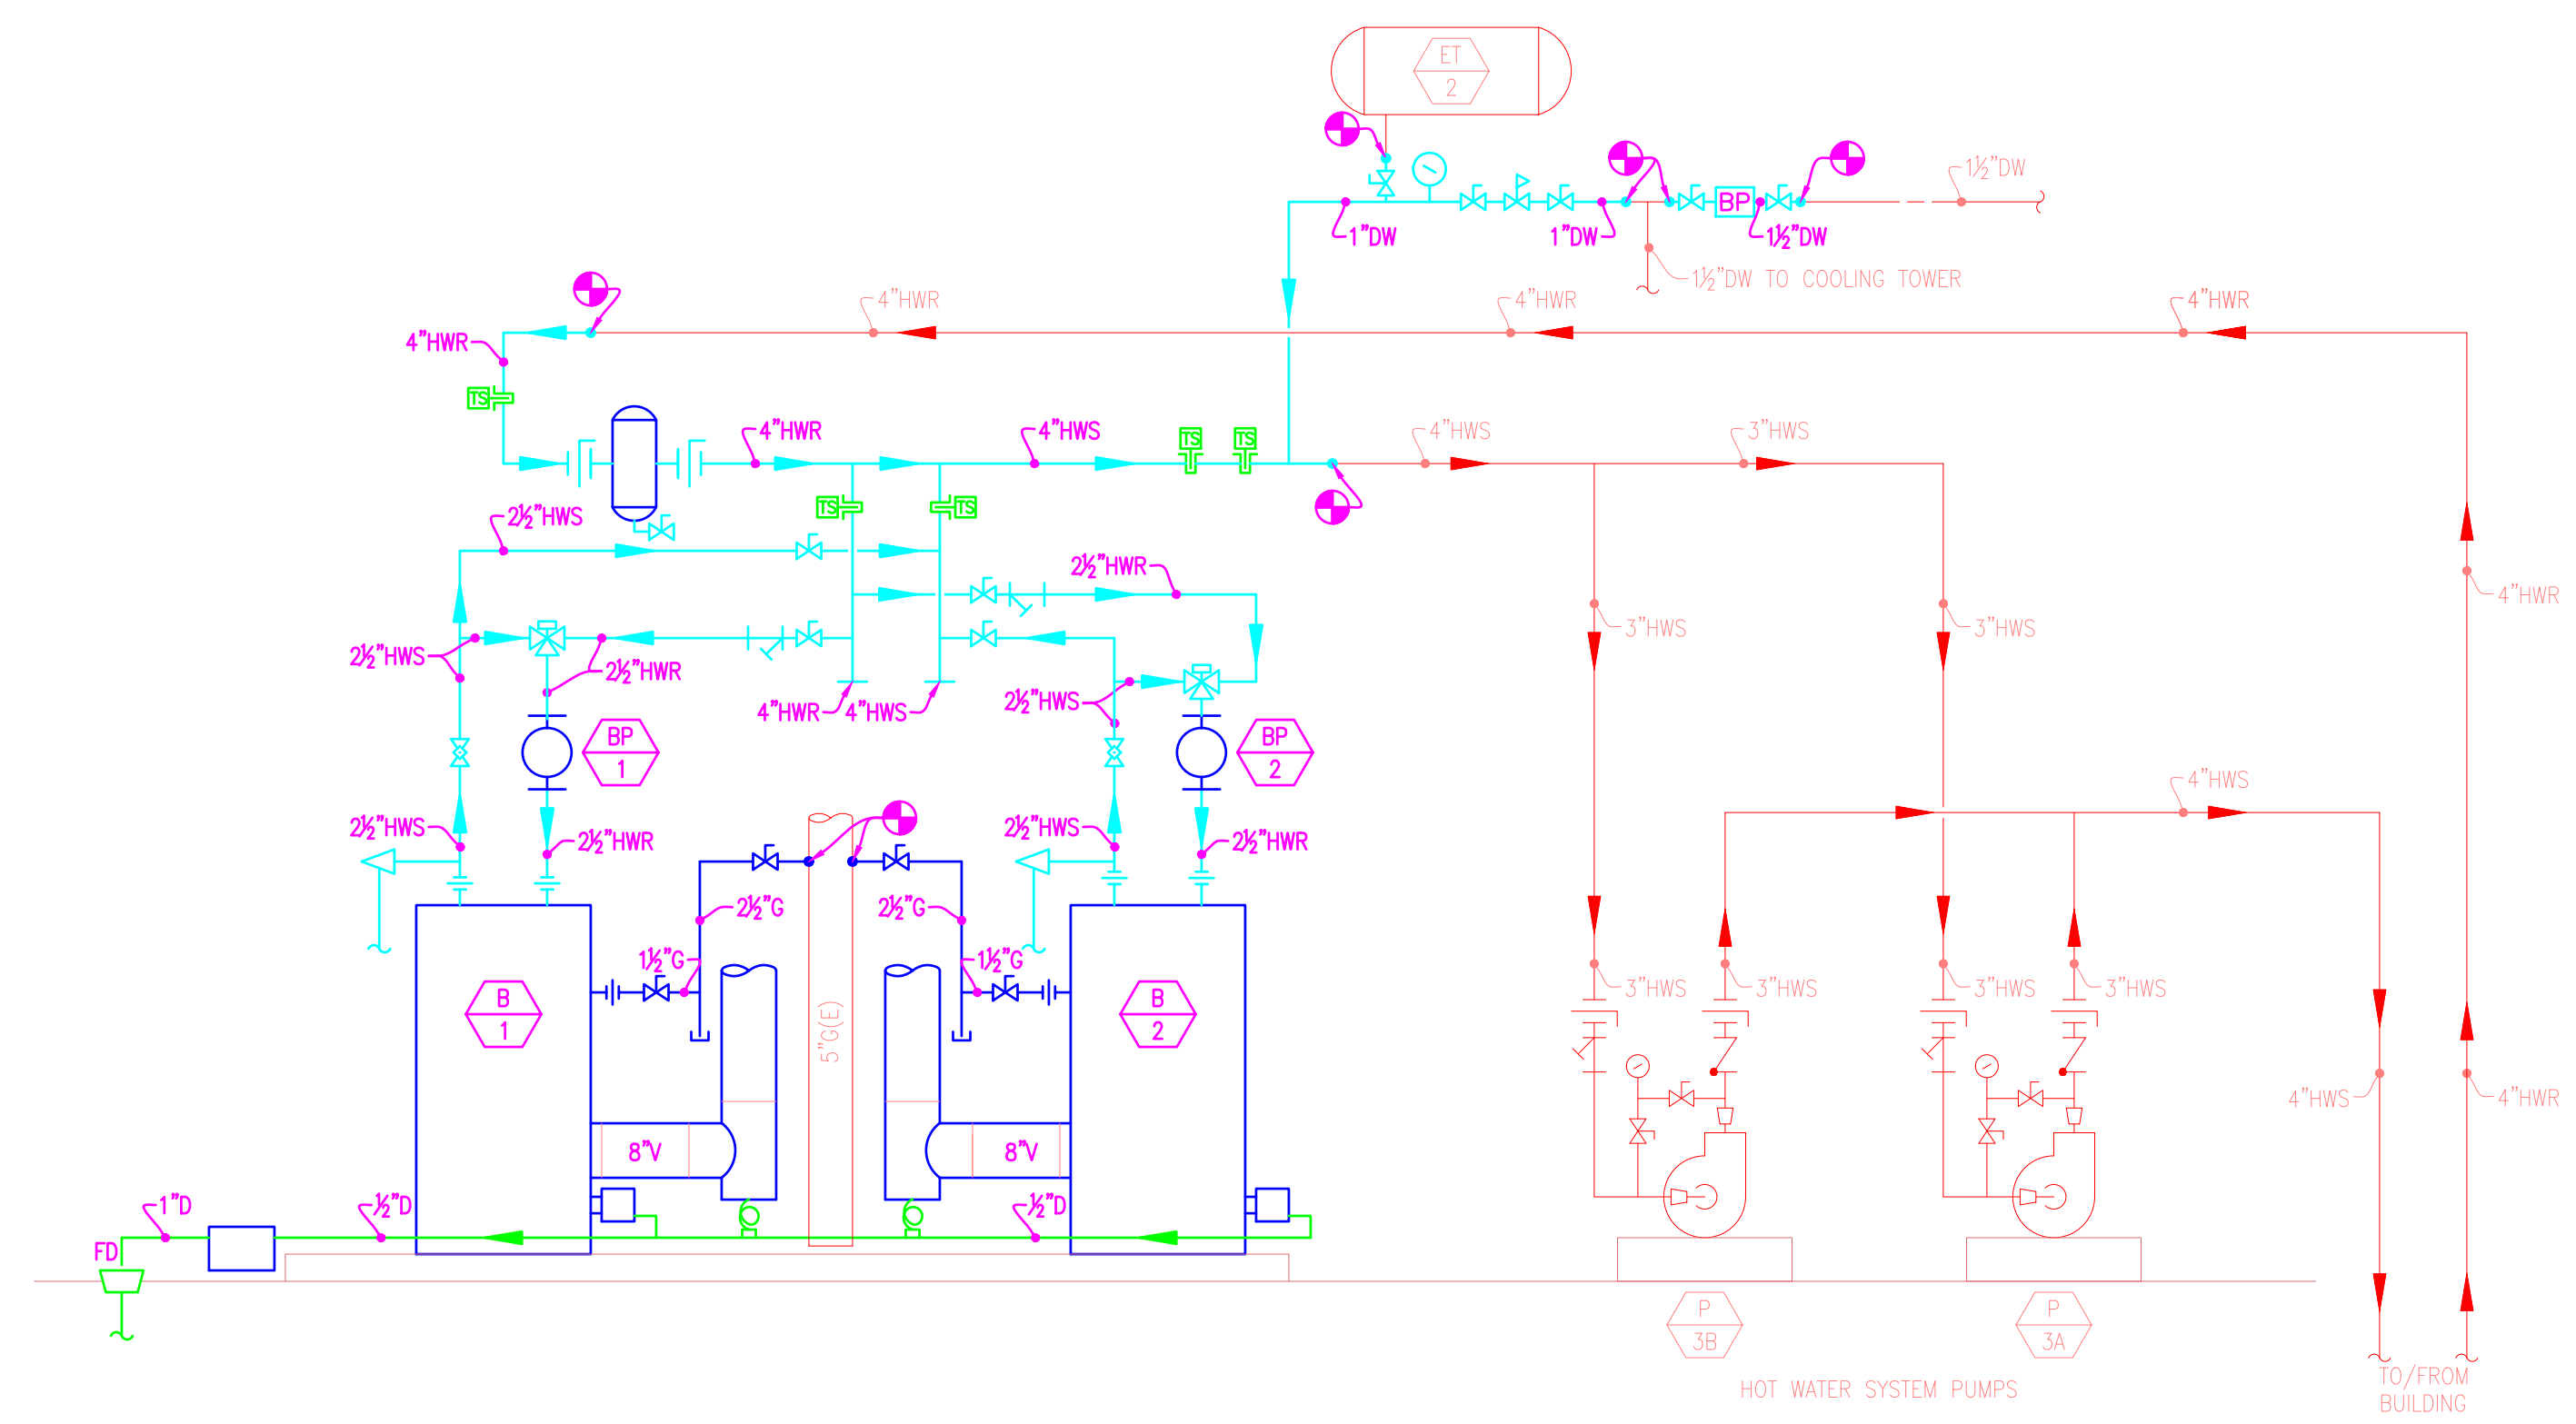 ET
2
1½"DW
1"DW
1"DW
BP
1½"DW
1½"DW TO COOLING TOWER
4"HWR
4"HWR
4"HWR
4"HWR
TS
4"HWR
4"HWS
TS
TS
4"HWS
3"HWS
2½"HWS
TS
TS
2½"HWR
4"HWR
2½"HWS
2½"HWR
3"HWS
3"HWS
4"HWR
4"HWS
2½"HWS
BP
1
BP
2
4"HWS
2½"HWS
2½"HWR
2½"HWS
2½"HWR
2½"G
2½"G
1½"G
1½"G
B
1
5"G(E)
B
2
3"HWS
3"HWS
3"HWS
3"HWS
4"HWS
4"HWR
8"V
8"V
1"D
½"D
½"D
FD
P
3B
P
3A
HOT WATER SYSTEM PUMPS
TO/FROM
BUILDING